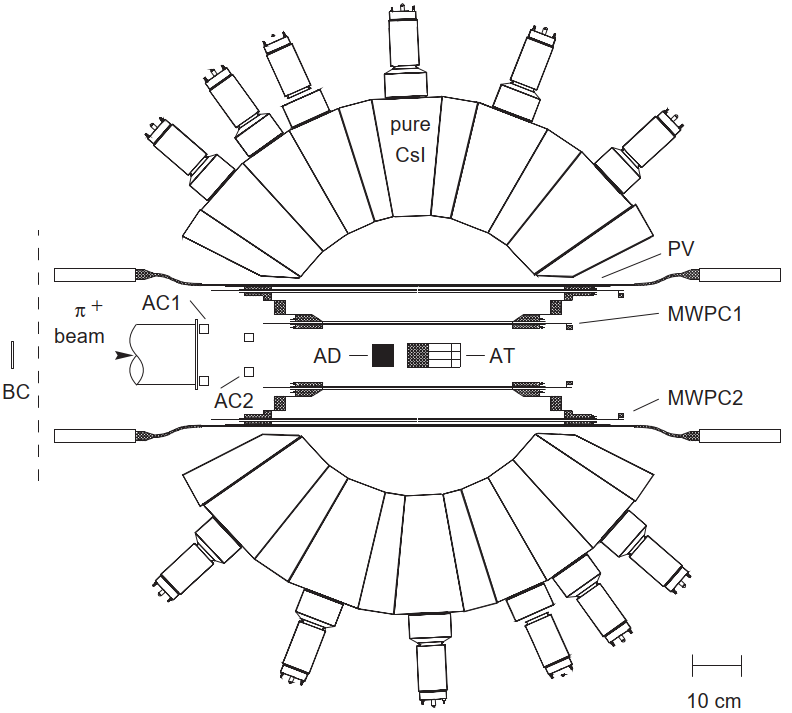 pure
CsI
PV
AC1
π +
beam
MWPC1
AD
AT
BC
AC2
MWPC2
10 cm